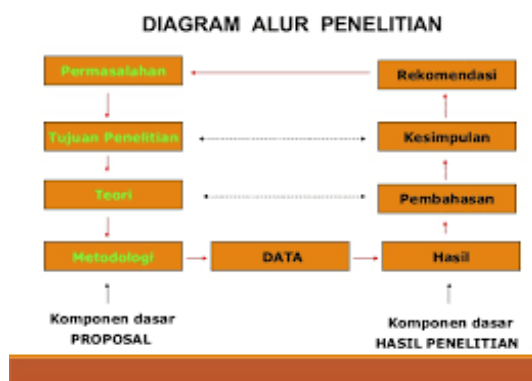 DIAGRAM ALUR PENELITIAN
Permasalahan
Rekomendasi
Tujuan Penelitian
Kesimpulan
Teori
Pembahasan
Metodologi
DATA
Hasil
Komponen dasar
PROPOSAL
Komponen dasar
HASIL PENELITIAN